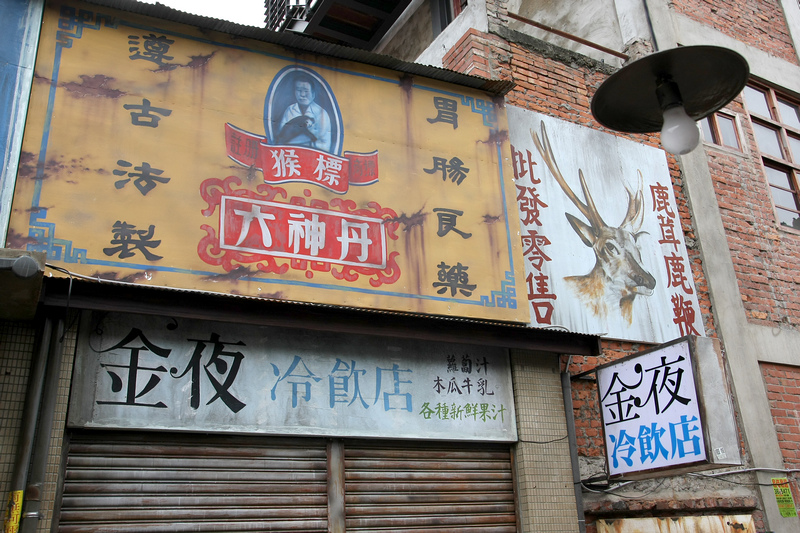 遵古法製
猴標
六神丹
胃腸良藥
批發零售
鹿茸鹿鞭
金夜 冷飲店
蘿蔔汁
木瓜牛乳
各種新鮮果汁
金夜
冷飲店